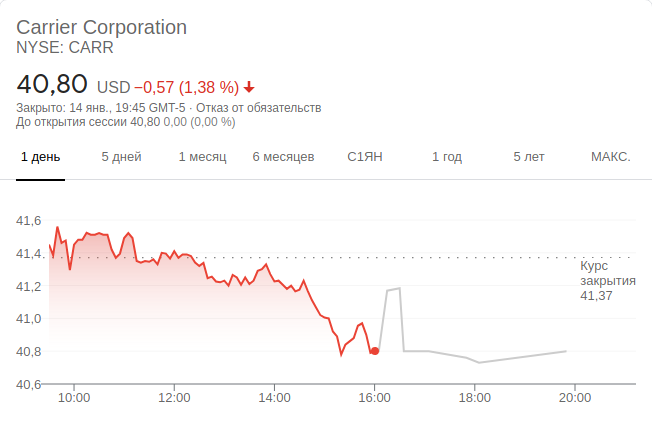 Carrier Corporation
NYSE: CARR
40,80 USD −0,57 (1,38 %)
Закрыто: 14 янв., 19:45 GMT-5 · Отказ от обязательств
До открытия сессии 40,80 0,00 (0,00 %)
1 день 5 дней 1 месяц 6 месяцев С1ЯН 1 год 5 лет МАКС.
41,6
41,4
Курс
закрытия
41,37
41,2
41,0
40,8
40,6
10:00 12:00 14:00 16:00 18:00 20:00